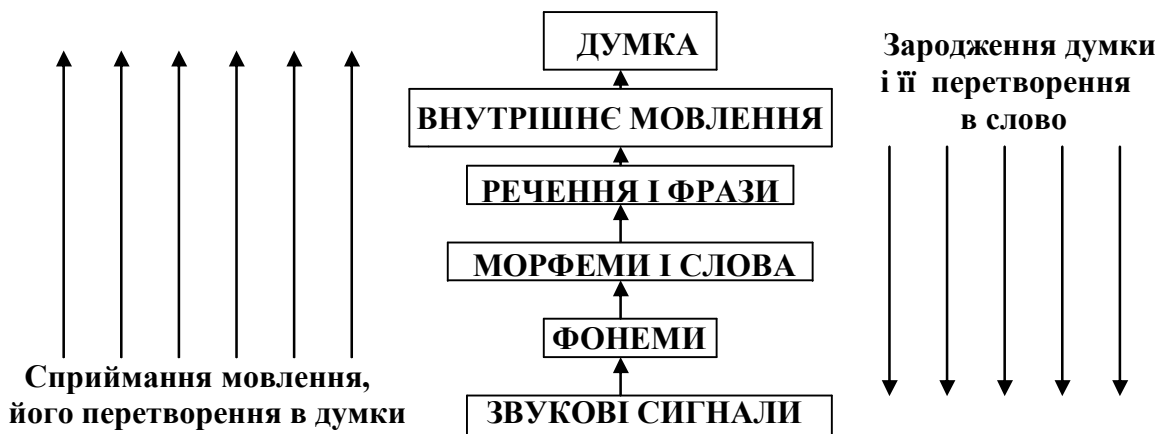 ДУМКА
ВНУТРІШНЄ МОВЛЕННЯ
РЕЧЕННЯ І ФРАЗИ
МОРФЕМИ І СЛОВА
ФОНЕМИ
ЗВУКОВІ СИГНАЛИ
Сприймання мовлення,
його перетворення в думки
Зародження думки
і її перетворення
в слово